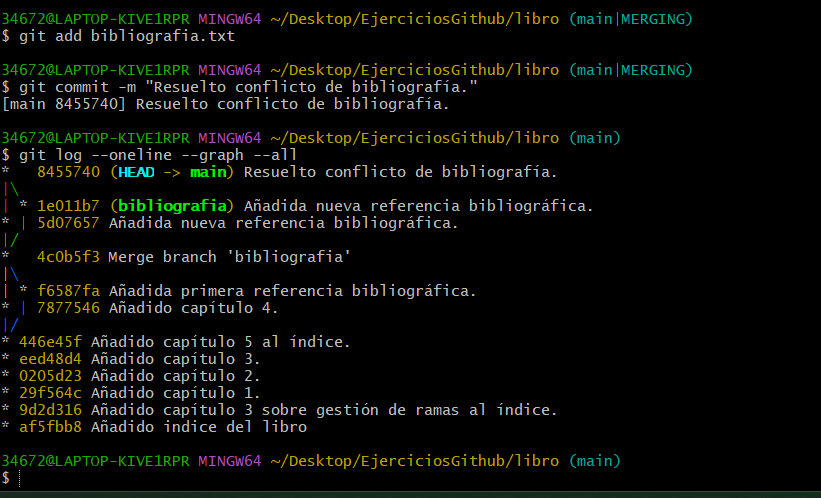 34672@LAPTOP-KIVE1RPR MINGW64 ~/Desktop/EjerciciosGithub/libro (main|MERGING)
$ git add bibliografia.txt
34672@LAPTOP-KIVE1RPR MINGW64 ~/Desktop/EjerciciosGithub/libro (main|MERGING)
$ git commit -m "Resuelto conflicto de bibliografía."
[main 8455740] Resuelto conflicto de bibliografía.
34672@LAPTOP-KIVE1RPR MINGW64 ~/Desktop/EjerciciosGithub/libro (main)
$ git log --oneline --graph --all
*   8455740 (HEAD -> main) Resuelto conflicto de bibliografía.
|\
| * 1e011b7 (bibliografia) Añadida nueva referencia bibliográfica.
* | 5d07657 Añadida nueva referencia bibliográfica.
|/
*   4c0b5f3 Merge branch 'bibliografia'
|\
| * f6587fa Añadida primera referencia bibliográfica.
* | 7877546 Añadido capítulo 4.
|/
* 446e45f Añadido capítulo 5 al índice.
* eed48d4 Añadido capítulo 3.
* 0205d23 Añadido capítulo 2.
* 29f564c Añadido capítulo 1.
* 9d2d316 Añadido capítulo 3 sobre gestión de ramas al índice.
* af5fbb8 Añadido indice del libro
34672@LAPTOP-KIVE1RPR MINGW64 ~/Desktop/EjerciciosGithub/libro (main)
$